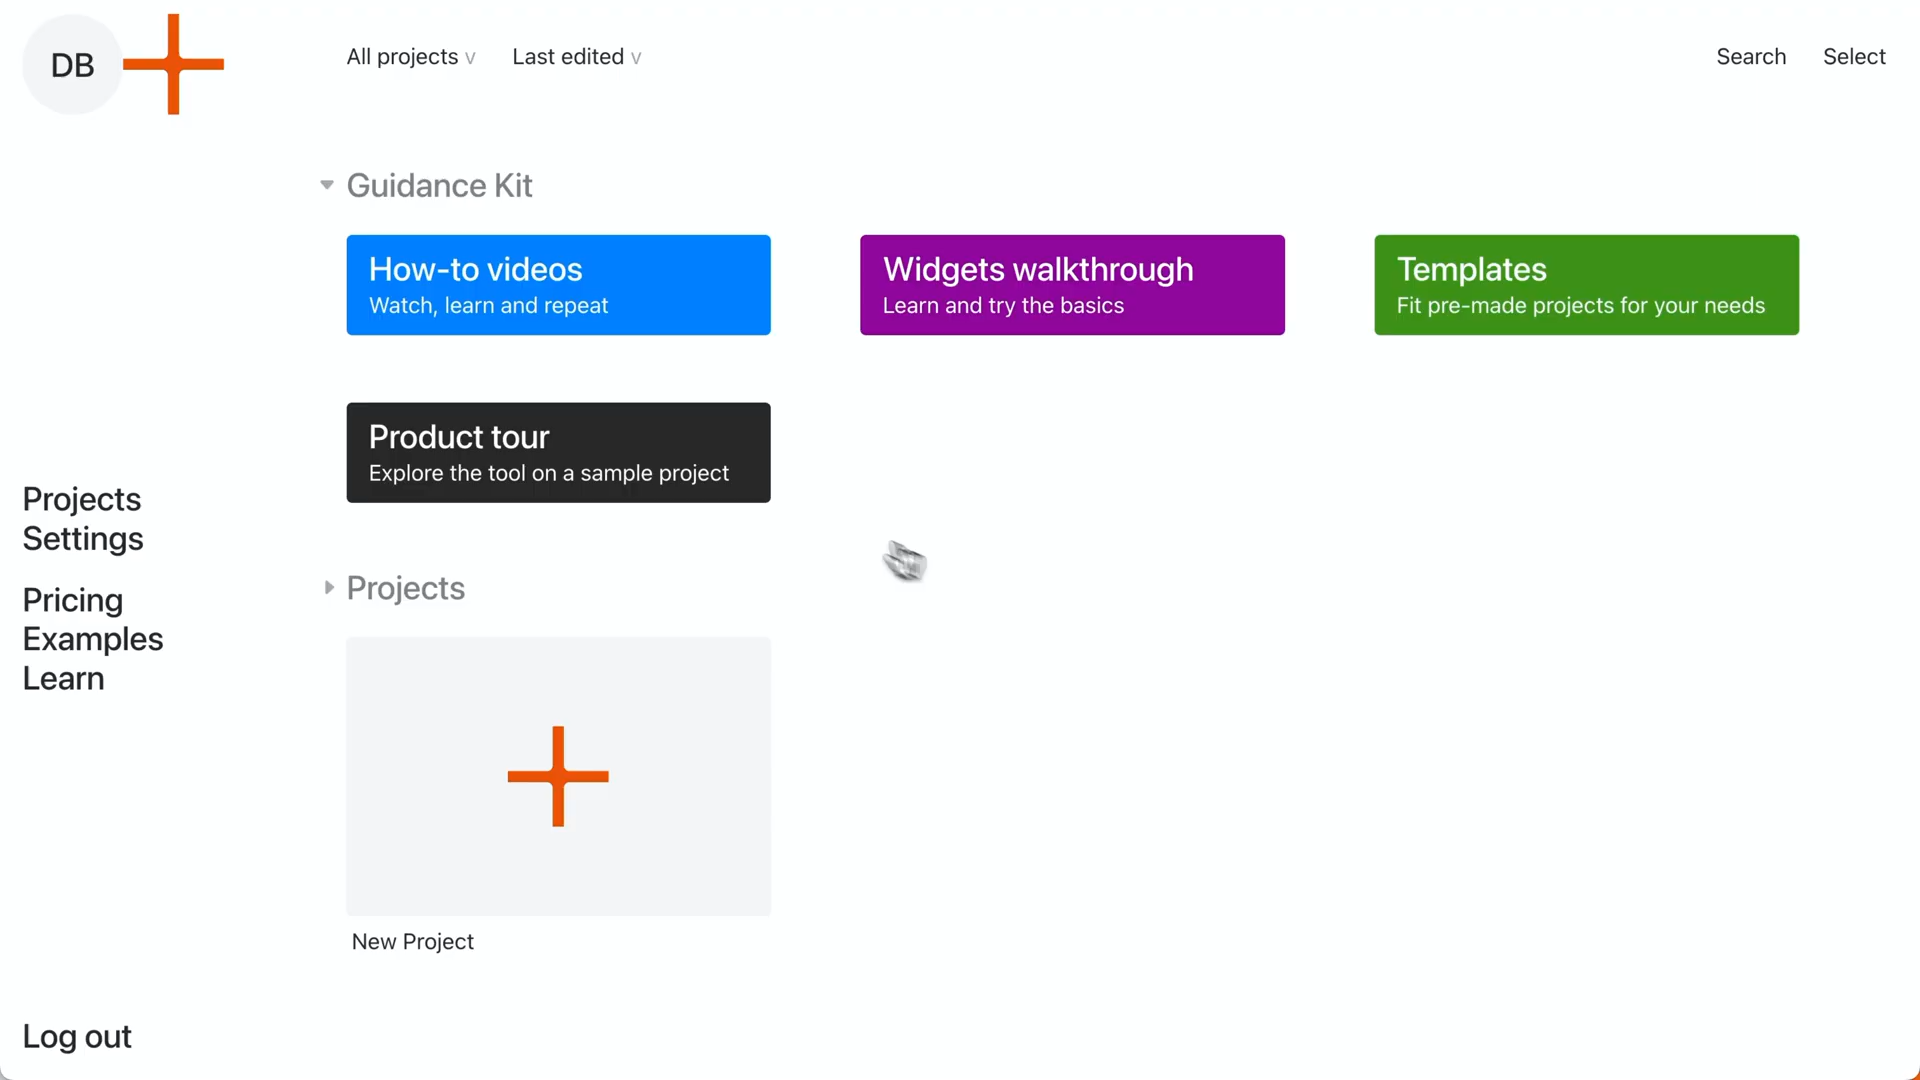 DB
All projects v
Last edited v
Search
Select
Guidance Kit
How-to videos
Watch, learn and repeat
Widgets walkthrough
Learn and try the basics
Templates
Fit pre-made projects for your needs
Product tour
Explore the tool on a sample project
Projects
Settings
Pricing
Examples
Learn
Projects
New Project
Log out